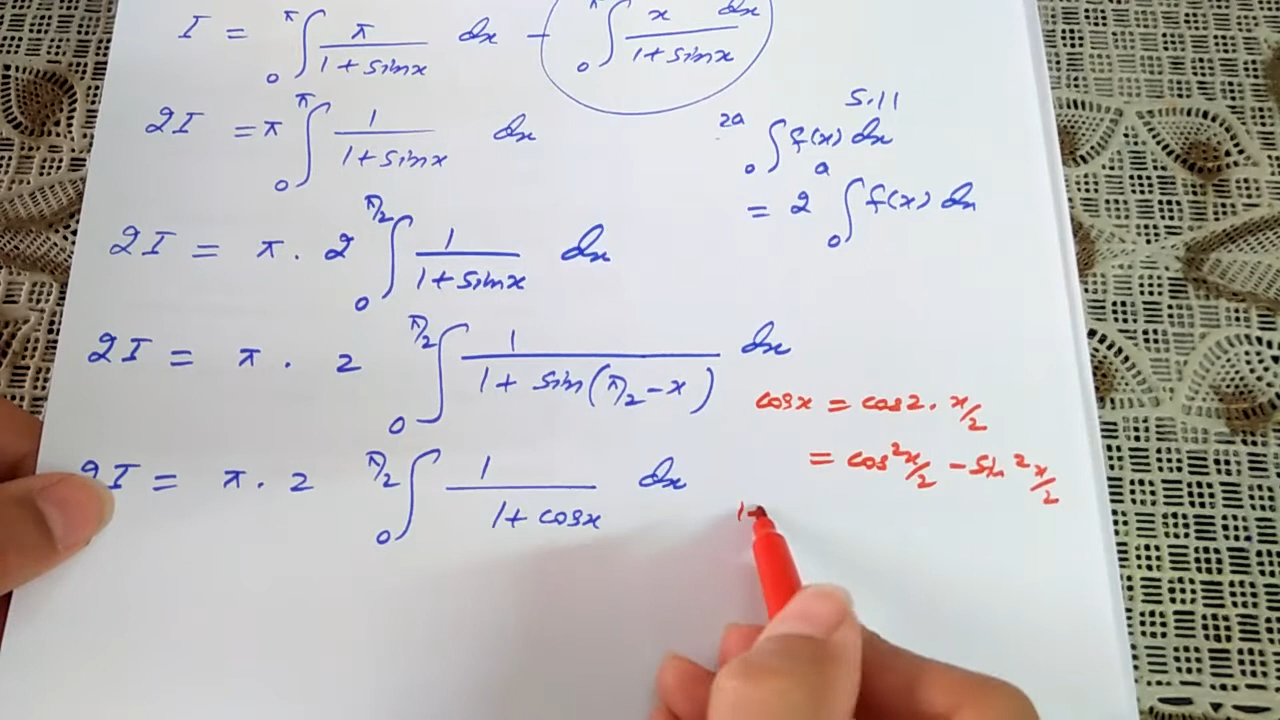 I = ∫₀^π π/(1+sinx) dx − ∫₀^π x dx/(1+sinx)
2I = π ∫₀^π 1/(1+sinx) dx
5.11
∫₀^2a f(x) dx
= 2 ∫₀^a f(x) dx
2I = π . 2 ∫₀^π/2 1/(1+sinx) dx
2I = π . 2 ∫₀^π/2 1/(1+ sin(π/2-x)) dx
cosx = cos2. x/2
= cos²x/2 - sin²x/2
2I = π . 2 ∫₀^π/2 1/(1+cosx) dx